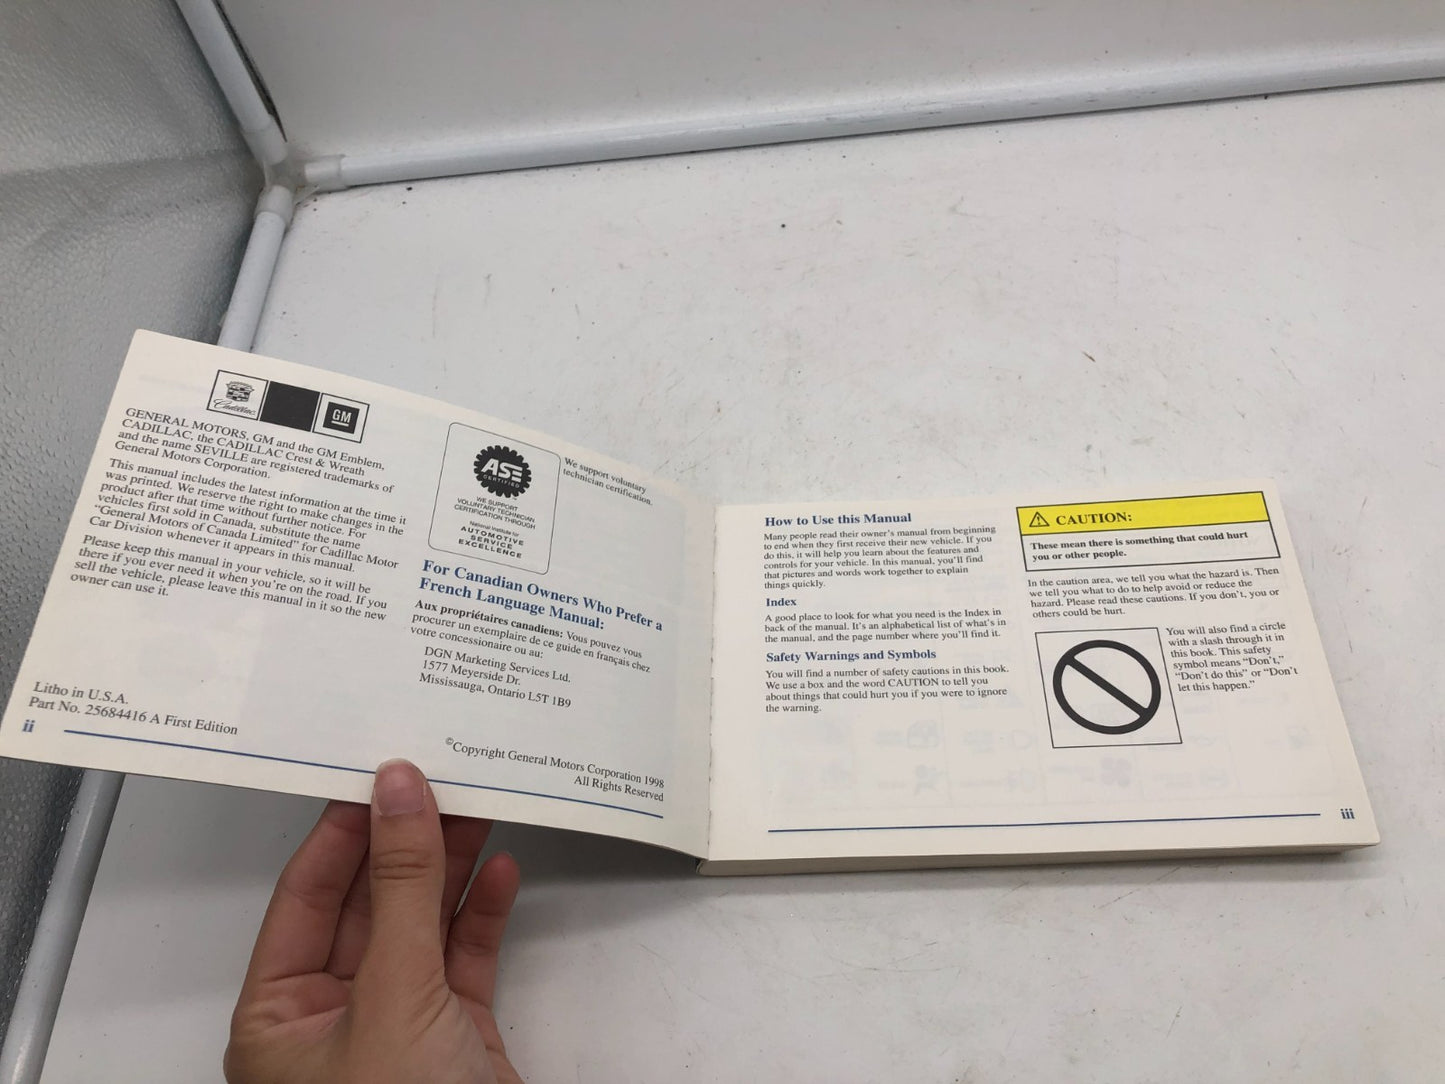 Cadillac
GM
GENERAL MOTORS, GM and the GM Emblem,
CADILLAC, the CADILLAC Crest & Wreath
and the name SEVILLE are registered trademarks of
General Motors Corporation.
This manual includes the latest information at the time it
was printed. We reserve the right to make changes in the
product after that time without further notice. For
vehicles first sold in Canada, substitute the name
“General Motors of Canada Limited” for Cadillac Motor
Car Division whenever it appears in this manual.
Please keep this manual in your vehicle, so it will be
there if you ever need it when you're on the road. If you
sell the vehicle, please leave this manual in it so the new
owner can use it.
Litho in U.S.A.
Part No. 25684416 A First Edition
ii
ASE
CERTIFIED
WE SUPPORT
VOLUNTARY TECHNICIAN
CERTIFICATION THROUGH
National Institute for
AUTOMOTIVE
SERVICE
EXCELLENCE
We support voluntary
technician certification.
For Canadian Owners Who Prefer a
French Language Manual:
Aux propriétaires canadiens: Vous pouvez vous
procurer un exemplaire de ce guide en français chez
votre concessionaire ou au:
DGN Marketing Services Ltd.
1577 Meyerside Dr.
Mississauga, Ontario L5T 1B9
©Copyright General Motors Corporation 1998
All Rights Reserved
How to Use this Manual
Many people read their owner's manual from beginning
to end when they first receive their new vehicle. If you
do this, it will help you learn about the features and
controls for your vehicle. In this manual, you'll find
that pictures and words work together to explain
things quickly.
Index
A good place to look for what you need is the Index in
back of the manual. It's an alphabetical list of what's in
the manual, and the page number where you'll find it.
Safety Warnings and Symbols
You will find a number of safety cautions in this book.
We use a box and the word CAUTION to tell you
about things that could hurt you if you were to ignore
the warning.
CAUTION:
These mean there is something that could hurt
you or other people.
In the caution area, we tell you what the hazard is. Then
we tell you what to do to help avoid or reduce the
hazard. Please read these cautions. If you don't, you or
others could be hurt.
You will also find a circle
with a slash through it in
this book. This safety
symbol means “Don't,”
“Don't do this” or “Don't
let this happen.”
iii